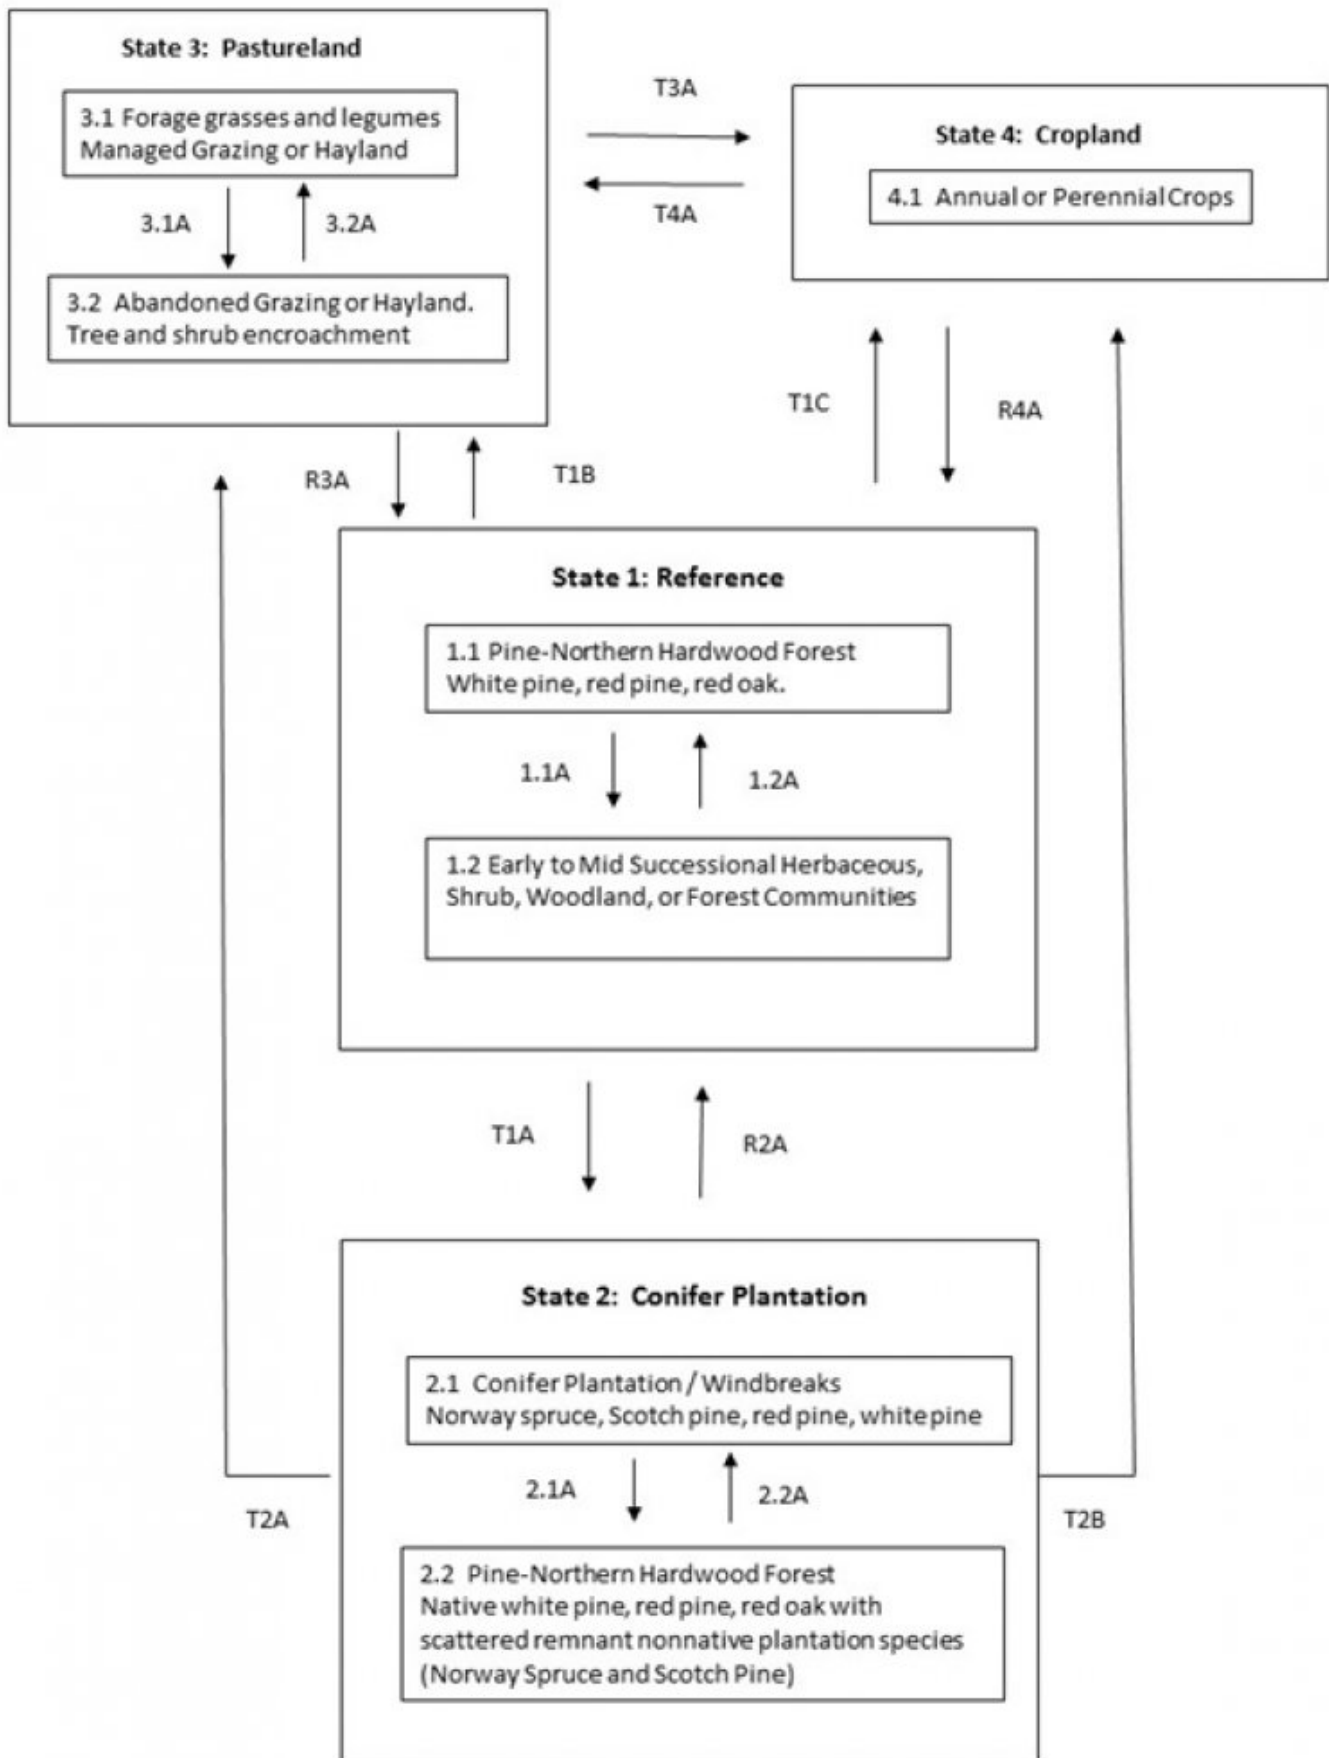 State 3: Pastureland
3.1 Forage grasses and legumes
Managed Grazing or Hayland
3.1A
3.2A
3.2 Abandoned Grazing or Hayland.
Tree and shrub encroachment
T3A
T4A
State 4: Cropland
4.1 Annual or Perennial Crops
T1C
R4A
R3A
T1B
State 1: Reference
1.1 Pine-Northern Hardwood Forest
White pine, red pine, red oak.
1.1A
1.2A
1.2 Early to Mid Successional Herbaceous,
Shrub, Woodland, or Forest Communities
T1A
R2A
State 2: Conifer Plantation
2.1 Conifer Plantation / Windbreaks
Norway spruce, Scotch pine, red pine, white pine
2.1A
2.2A
T2A
T2B
2.2 Pine-Northern Hardwood Forest
Native white pine, red pine, red oak with
scattered remnant nonnative plantation species
(Norway Spruce and Scotch Pine)